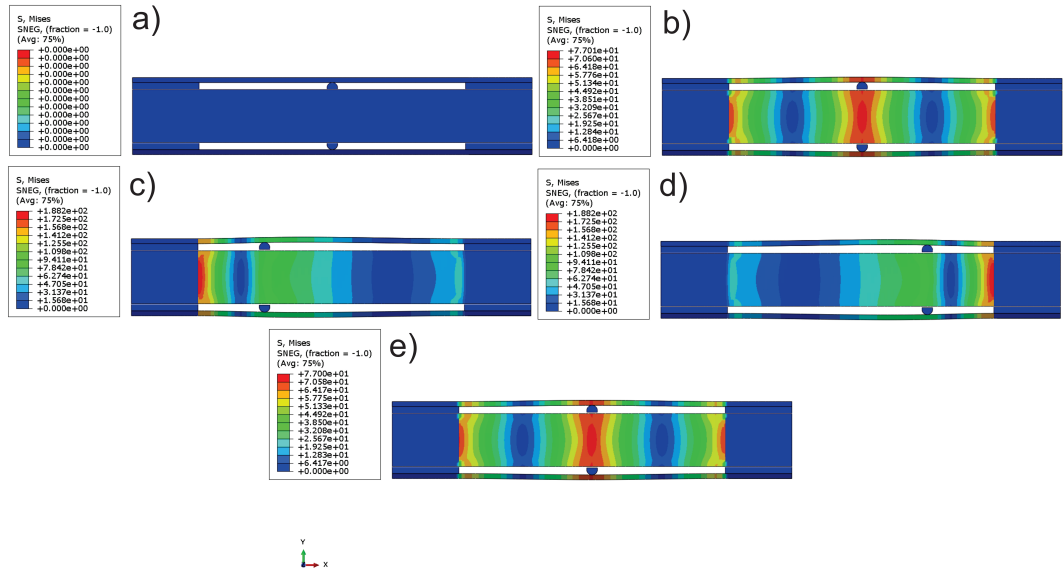 a)
S, Mises
SNEG, (fraction = -1.0)
(Avg: 75%)
+0.000e+00
+0.000e+00
+0.000e+00
+0.000e+00
+0.000e+00
+0.000e+00
+0.000e+00
+0.000e+00
+0.000e+00
+0.000e+00
+0.000e+00
+0.000e+00
+0.000e+00
b)
S, Mises
SNEG, (fraction = -1.0)
(Avg: 75%)
+7.701e+01
+7.060e+01
+6.418e+01
+5.776e+01
+5.134e+01
+4.492e+01
+3.851e+01
+3.209e+01
+2.567e+01
+1.925e+01
+1.284e+01
+6.418e+00
+0.000e+00
c)
S, Mises
SNEG, (fraction = -1.0)
(Avg: 75%)
+1.882e+02
+1.725e+02
+1.568e+02
+1.412e+02
+1.255e+02
+1.098e+02
+9.411e+01
+7.842e+01
+6.274e+01
+4.705e+01
+3.137e+01
+1.568e+01
+0.000e+00
d)
S, Mises
SNEG, (fraction = -1.0)
(Avg: 75%)
+1.882e+02
+1.725e+02
+1.568e+02
+1.412e+02
+1.255e+02
+1.098e+02
+9.411e+01
+7.842e+01
+6.274e+01
+4.705e+01
+3.137e+01
+1.568e+01
+0.000e+00
e)
S, Mises
SNEG, (fraction = -1.0)
(Avg: 75%)
+7.700e+01
+7.058e+01
+6.417e+01
+5.775e+01
+5.133e+01
+4.492e+01
+3.850e+01
+3.208e+01
+2.567e+01
+1.925e+01
+1.283e+01
+6.417e+00
+0.000e+00
Y
X